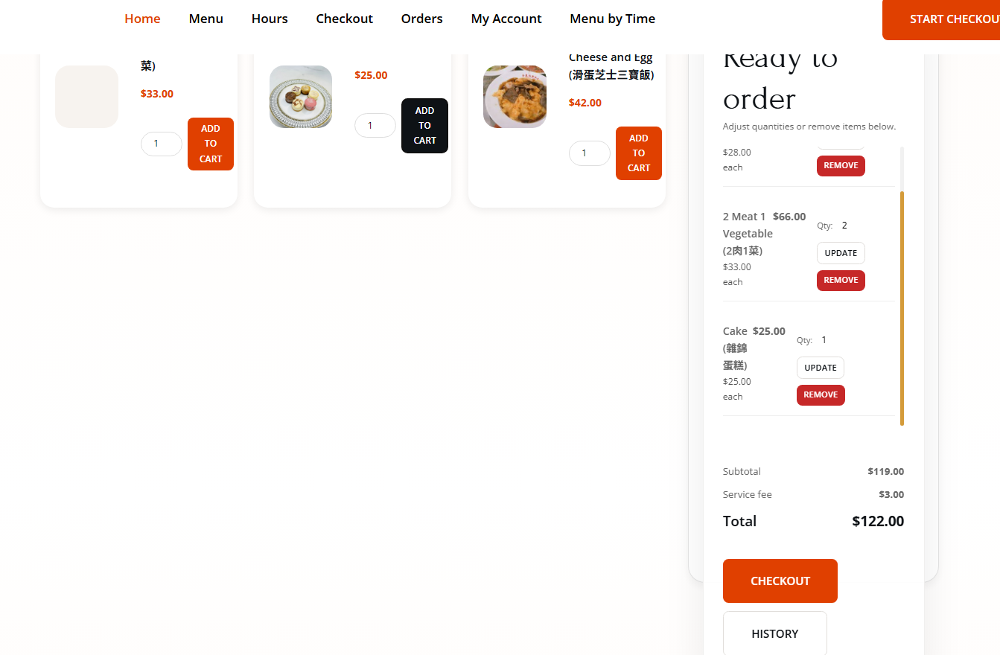 Home
Menu
Hours
Checkout
Orders
My Account
Menu by Time
START CHECKOUT
菜)
$33.00
1
ADD
TO
CART
$25.00
1
ADD
TO
CART
Cheese and Egg
(滑蛋芝士三寶飯)
$42.00
1
ADD
TO
CART
Ready to
order
Adjust quantities or remove items below.
$28.00
each
REMOVE
2 Meat 1 $66.00
Vegetable
(2肉1菜)
$33.00
each
Qty: 2
UPDATE
REMOVE
Cake $25.00
(雜錦
蛋糕)
$25.00
each
Qty: 1
UPDATE
REMOVE
Subtotal $119.00
Service fee $3.00
Total $122.00
CHECKOUT
HISTORY